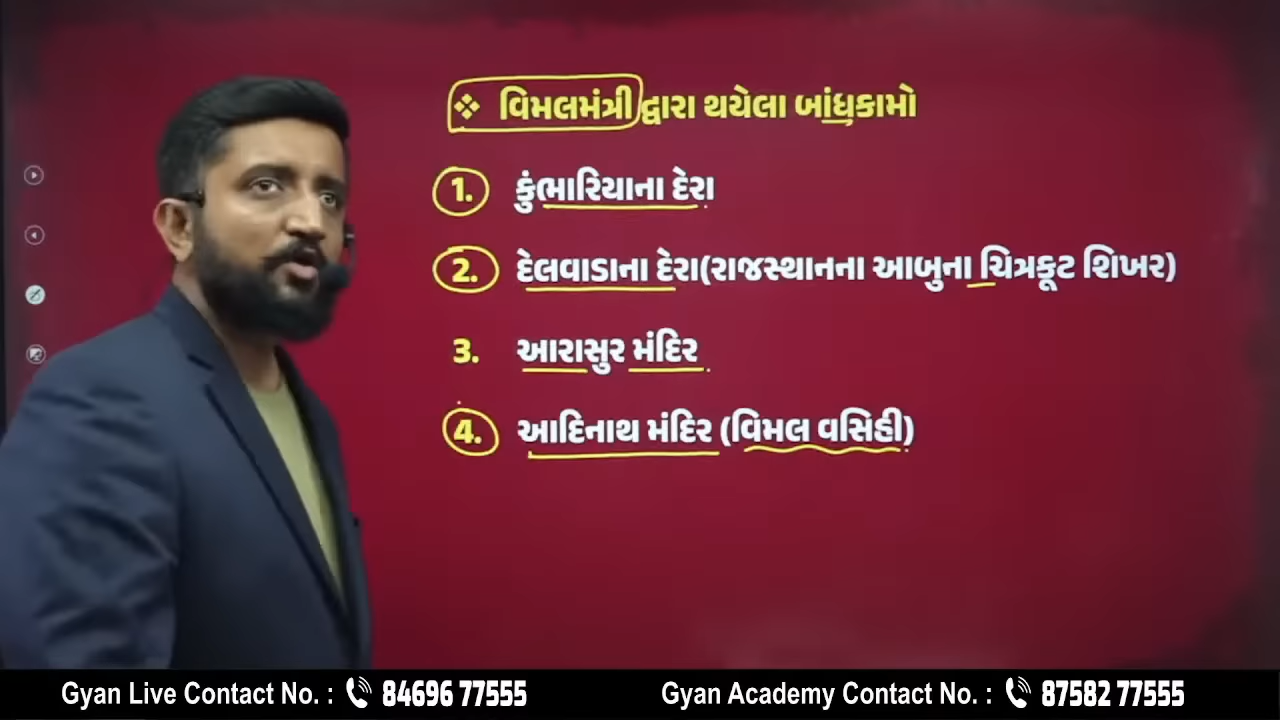 ❖ વિમલમંત્રી દ્વારા થયેલા બાંધકામો
1. કુંભારિયાના દેરા
2. દેલવાડાના દેરા(રાજસ્થાનના આબુના ચિત્રકૂટ શિખર)
3. આરાસુર મંદિર
4. આદિનાથ મંદિર (વિમલ વસિહી)
Gyan Live Contact No. : 84696 77555 Gyan Academy Contact No. : 87582 77555